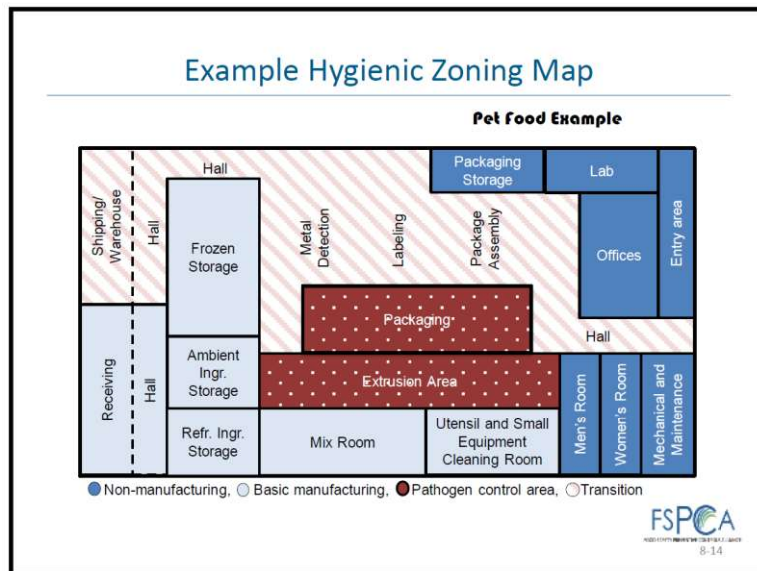 Example Hygienic Zoning Map
Pet Food Example
Shipping/
Warehouse
Hall
Hall
Frozen
Storage
Metal
Detection
Labeling
Package
Assembly
Packaging
Storage
Lab
Offices
Entry area
Packaging
Hall
Receiving
Hall
Ambient
Ingr.
Storage
Extrusion Area
Refr. Ingr.
Storage
Mix Room
Utensil and Small
Equipment
Cleaning Room
Men's Room
Women's Room
Mechanical and
Maintenance
Non-manufacturing, Basic manufacturing, Pathogen control area, Transition
FSPCA
8-14